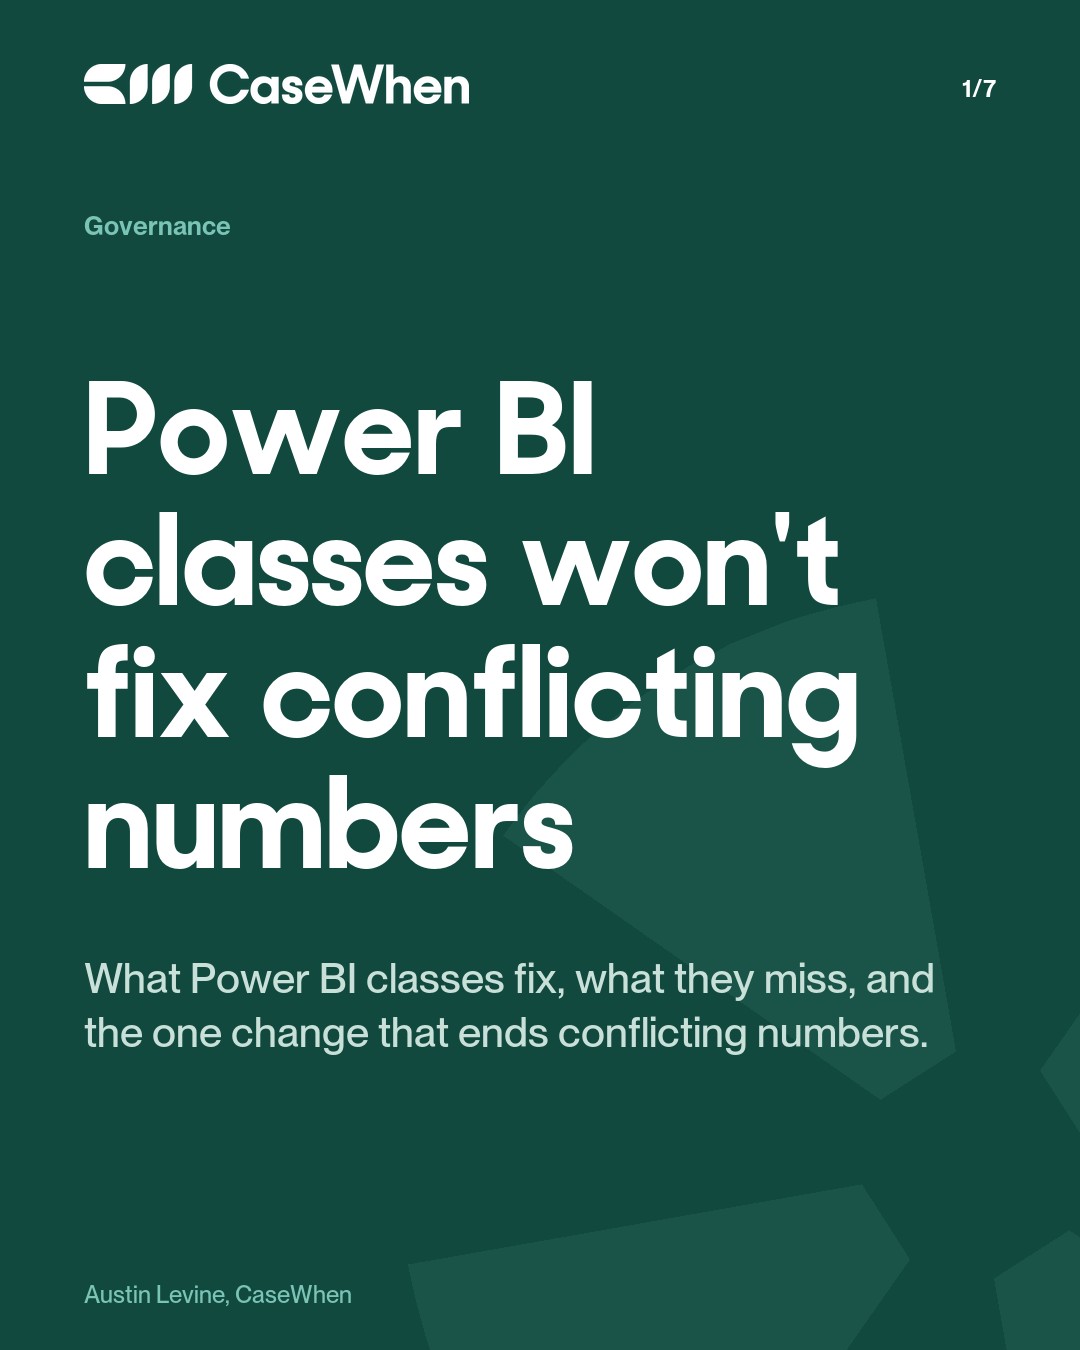 CaseWhen
1/7
Governance
Power BI
classes won't
fix conflicting
numbers
What Power BI classes fix, what they miss, and
the one change that ends conflicting numbers.
Austin Levine, CaseWhen